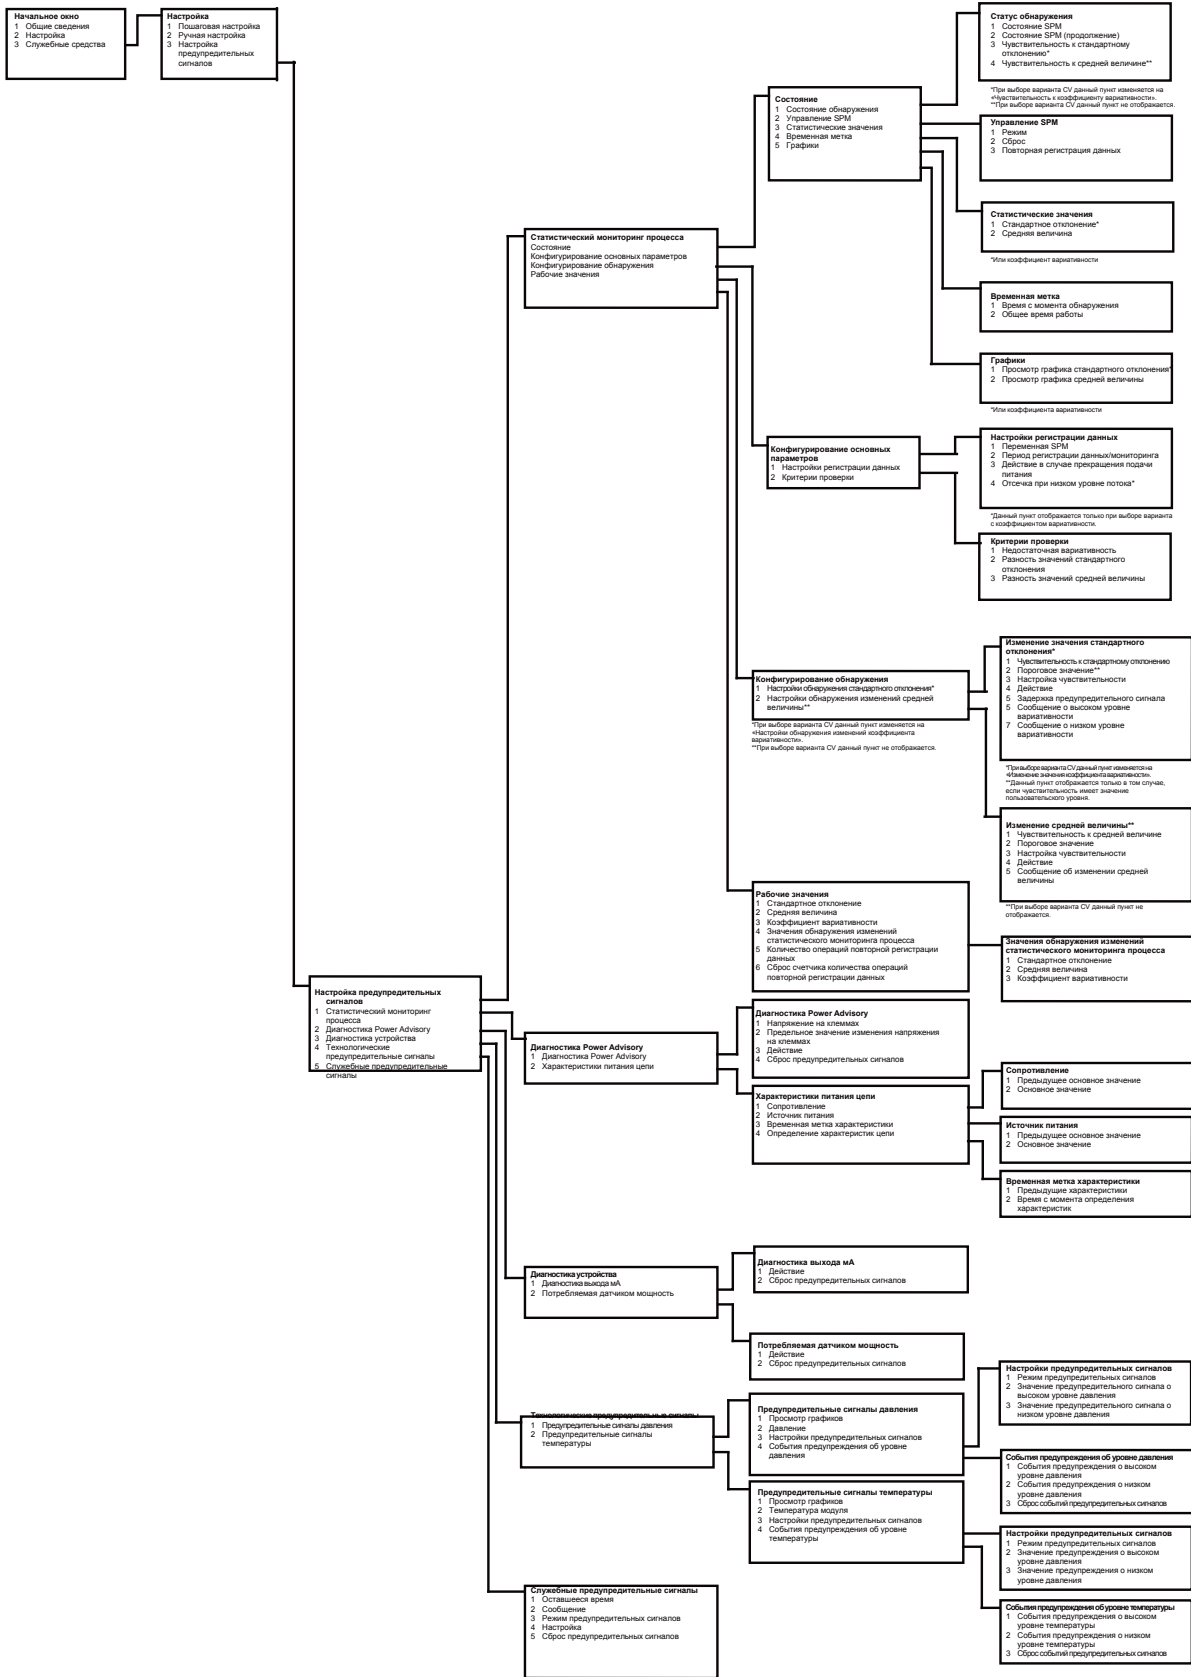 Начальное окно
1 Общие сведения
2 Настройка
3 Служебные средства
Настройка
1 Пошаговая настройка
2 Ручная настройка
3 Настройка
предупредительных
сигналов
Статус обнаружения
1 Состояние SPM
2 Состояние SPM (продолжение)
3 Чувствительность к стандартному
отклонению*
4 Чувствительность к средней величине**
*При выборе варианта CV данный пункт изменяется на
«Чувствительность к коэффициенту вариативности».
**При выборе варианта CV данный пункт не отображается.
Состояние
1 Состояние обнаружения
2 Управление SPM
3 Статистические значения
4 Временная метка
5 Графики
Управление SPM
1 Режим
2 Сброс
3 Повторная регистрация данных
Статистические значения
1 Стандартное отклонение*
2 Средняя величина
*Или коэффициент вариативности
Статистический мониторинг процесса
Состояние
Конфигурирование основных параметров
Конфигурирование обнаружения
Рабочие значения
Временная метка
1 Время с момента обнаружения
2 Общее время работы
Графики
1 Просмотр графика стандартного отклонения*
2 Просмотр графика средней величины
*Или коэффициента вариативности
Конфигурирование основных
параметров
1 Настройки регистрации данных
2 Критерии проверки
Настройки регистрации данных
1 Переменная SPM
2 Период регистрации данных/мониторинга
3 Действие в случае прекращения подачи
питания
4 Отсечка при низком уровне потока*
*Данный пункт отображается только при выборе варианта
с коэффициентом вариативности.
Критерии проверки
1 Недостаточная вариативность
2 Разность значений стандартного
отклонения
3 Разность значений средней величины
Конфигурирование обнаружения
1 Настройки обнаружения стандартного отклонения*
2 Настройки обнаружения изменений средней
величины**
*При выборе варианта CV данный пункт изменяется на
«Настройки обнаружения изменений коэффициента
вариативности».
**При выборе варианта CV данный пункт не отображается.
Изменение значения стандартного
отклонения*
1 Чувствительность к стандартному отклонению
2 Пороговое значение**
3 Настройка чувствительности
4 Действие
5 Задержка предупредительного сигнала
5 Сообщение о высоком уровне
вариативности
7 Сообщение о низком уровне
вариативности
*При выборе варианта CV данный пункт изменяется на
«Изменение значения коэффициента вариативности».
**Данный пункт отображается только в том случае,
если чувствительность имеет значение
пользовательского уровня.
Изменение средней величины**
1 Чувствительность к средней величине
2 Пороговое значение
3 Настройка чувствительности
4 Действие
5 Сообщение об изменении средней
величины
**При выборе варианта CV данный пункт не
отображается.
Рабочие значения
1 Стандартное отклонение
2 Средняя величина
3 Коэффициент вариативности
4 Значения обнаружения изменений
статистического мониторинга процесса
5 Количество операций повторной регистрации
данных
6 Сброс счетчика количества операций
повторной регистрации данных
Значения обнаружения изменений
статистического мониторинга процесса
1 Стандартное отклонение
2 Средняя величина
3 Коэффициент вариативности
Настройка предупредительных
сигналов
1 Статистический мониторинг
процесса
2 Диагностика Power Advisory
3 Диагностика устройства
4 Технологические
предупредительные сигналы
5 Служебные предупредительные
сигналы
Диагностика Power Advisory
1 Диагностика Power Advisory
2 Характеристики питания цепи
Диагностика Power Advisory
1 Напряжение на клеммах
2 Предельное значение изменения напряжения
на клеммах
3 Действие
4 Сброс предупредительных сигналов
Характеристики питания цепи
1 Сопротивление
2 Источник питания
3 Временная метка характеристики
4 Определение характеристик цепи
Сопротивление
1 Предыдущее основное значение
2 Основное значение
Источник питания
1 Предыдущее основное значение
2 Основное значение
Временная метка характеристики
1 Предыдущие характеристики
2 Время с момента определения
характеристик
Диагностика устройства
1 Диагностика выхода мА
2 Потребляемая датчиком мощность
Диагностика выхода мА
1 Действие
2 Сброс предупредительных сигналов
Потребляемая датчиком мощность
1 Действие
2 Сброс предупредительных сигналов
Технологические предупредительные сигналы
1 Предупредительные сигналы давления
2 Предупредительные сигналы
температуры
Предупредительные сигналы давления
1 Просмотр графиков
2 Давление
3 Настройки предупредительных сигналов
4 События предупреждения об уровне
давления
Настройки предупредительных сигналов
1 Режим предупредительных сигналов
2 Значение предупредительного сигнала о
высоком уровне давления
3 Значение предупредительного сигнала о
низком уровне давления
События предупреждения об уровне давления
1 События предупреждения о высоком
уровне давления
2 События предупреждения о низком
уровне давления
3 Сброс событий предупредительных сигналов
Предупредительные сигналы температуры
1 Просмотр графиков
2 Температура модуля
3 Настройки предупредительных сигналов
4 События предупреждения об уровне
температуры
Настройки предупредительных сигналов
1 Режим предупредительных сигналов
2 Значение предупреждения о высоком
уровне давления
3 Значение предупреждения о низком
уровне давления
События предупреждения об уровне температуры
1 События предупреждения о высоком
уровне температуры
2 События предупреждения о низком
уровне температуры
3 Сброс событий предупредительных сигналов
Служебные предупредительные сигналы
1 Оставшееся время
2 Сообщение
3 Режим предупредительных сигналов
4 Настройка
5 Сброс предупредительных сигналов